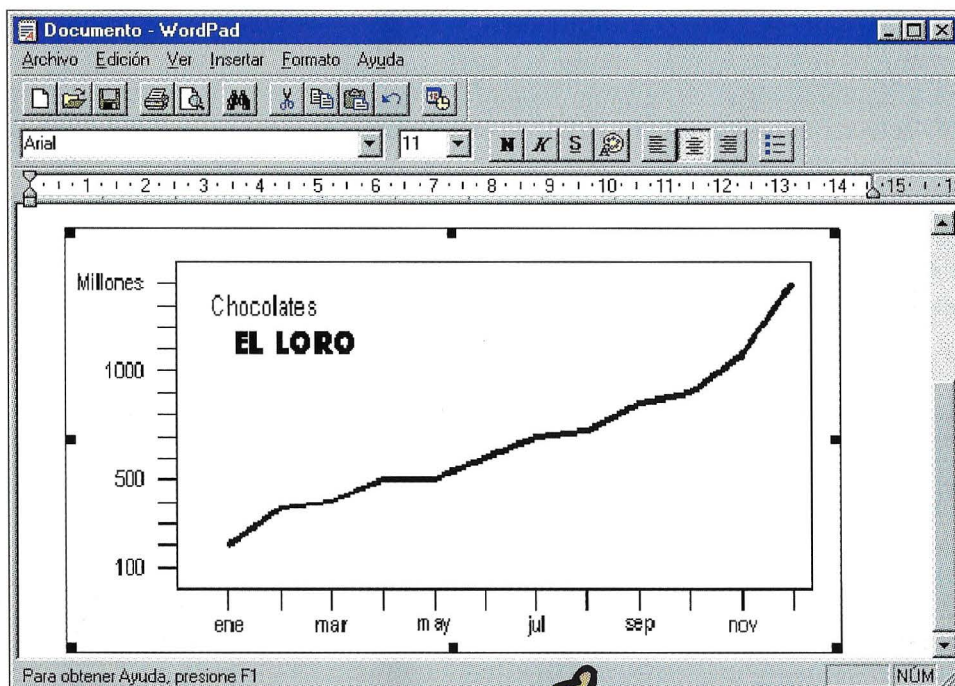 Documento - WordPad
Archivo Edición Ver Insertar Formato Ayuda
Arial 11 N K S
1 2 3 4 5 6 7 8 9 10 11 12 13 14 15
Millones
Chocolates
EL LORO
1000
500
100
ene mar may jul sep nov
Para obtener Ayuda, presione F1 NÚM